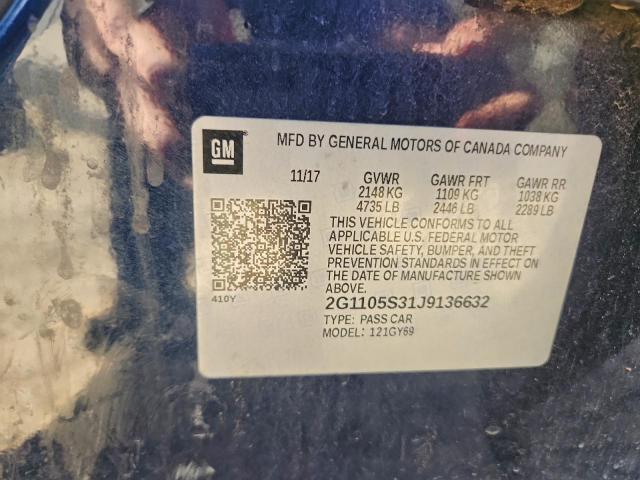 GM
MFD BY GENERAL MOTORS OF CANADA COMPANY
11/17 GVWR GAWR FRT GAWR RR
2148 KG 1109 KG 1038 KG
4735 LB 2446 LB 2289 LB
THIS VEHICLE CONFORMS TO ALL
APPLICABLE U.S. FEDERAL MOTOR
VEHICLE SAFETY, BUMPER, AND THEFT
PREVENTION STANDARDS IN EFFECT ON
THE DATE OF MANUFACTURE SHOWN
ABOVE.
410Y
2G1105S31J9136632
TYPE: PASS CAR
MODEL: 121GY69